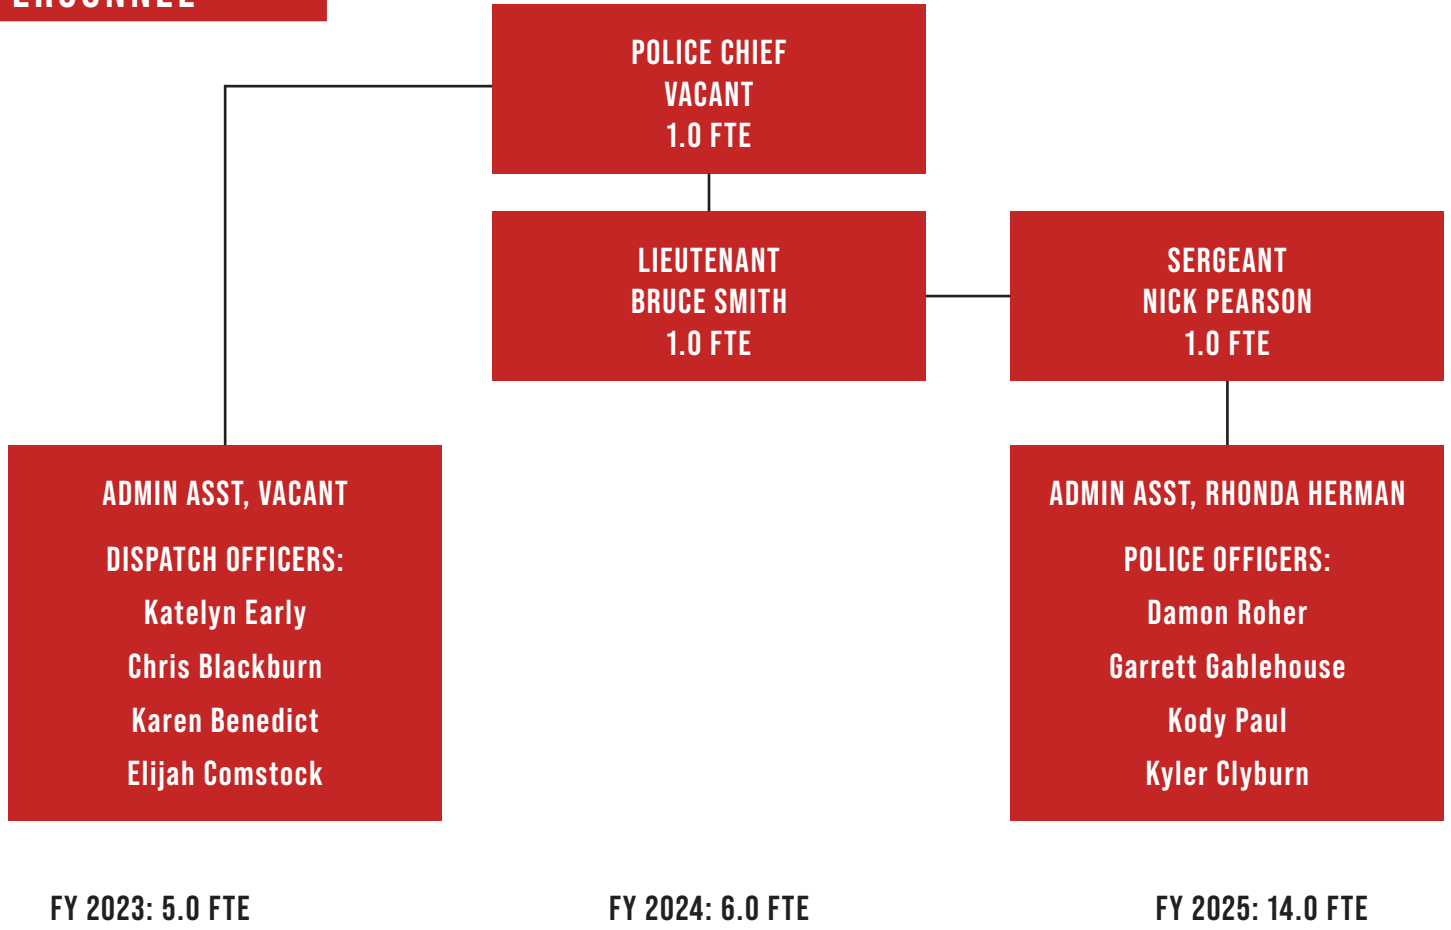 ERSONNEL
POLICE CHIEF
VACANT
1.0 FTE
LIEUTENANT
BRUCE SMITH
1.0 FTE
SERGEANT
NICK PEARSON
1.0 FTE
ADMIN ASST, VACANT
DISPATCH OFFICERS:
Katelyn Early
Chris Blackburn
Karen Benedict
Elijah Comstock
ADMIN ASST, RHONDA HERMAN
POLICE OFFICERS:
Damon Roher
Garrett Gablehouse
Kody Paul
Kyler Clyburn
FY 2023: 5.0 FTE
FY 2024: 6.0 FTE
FY 2025: 14.0 FTE